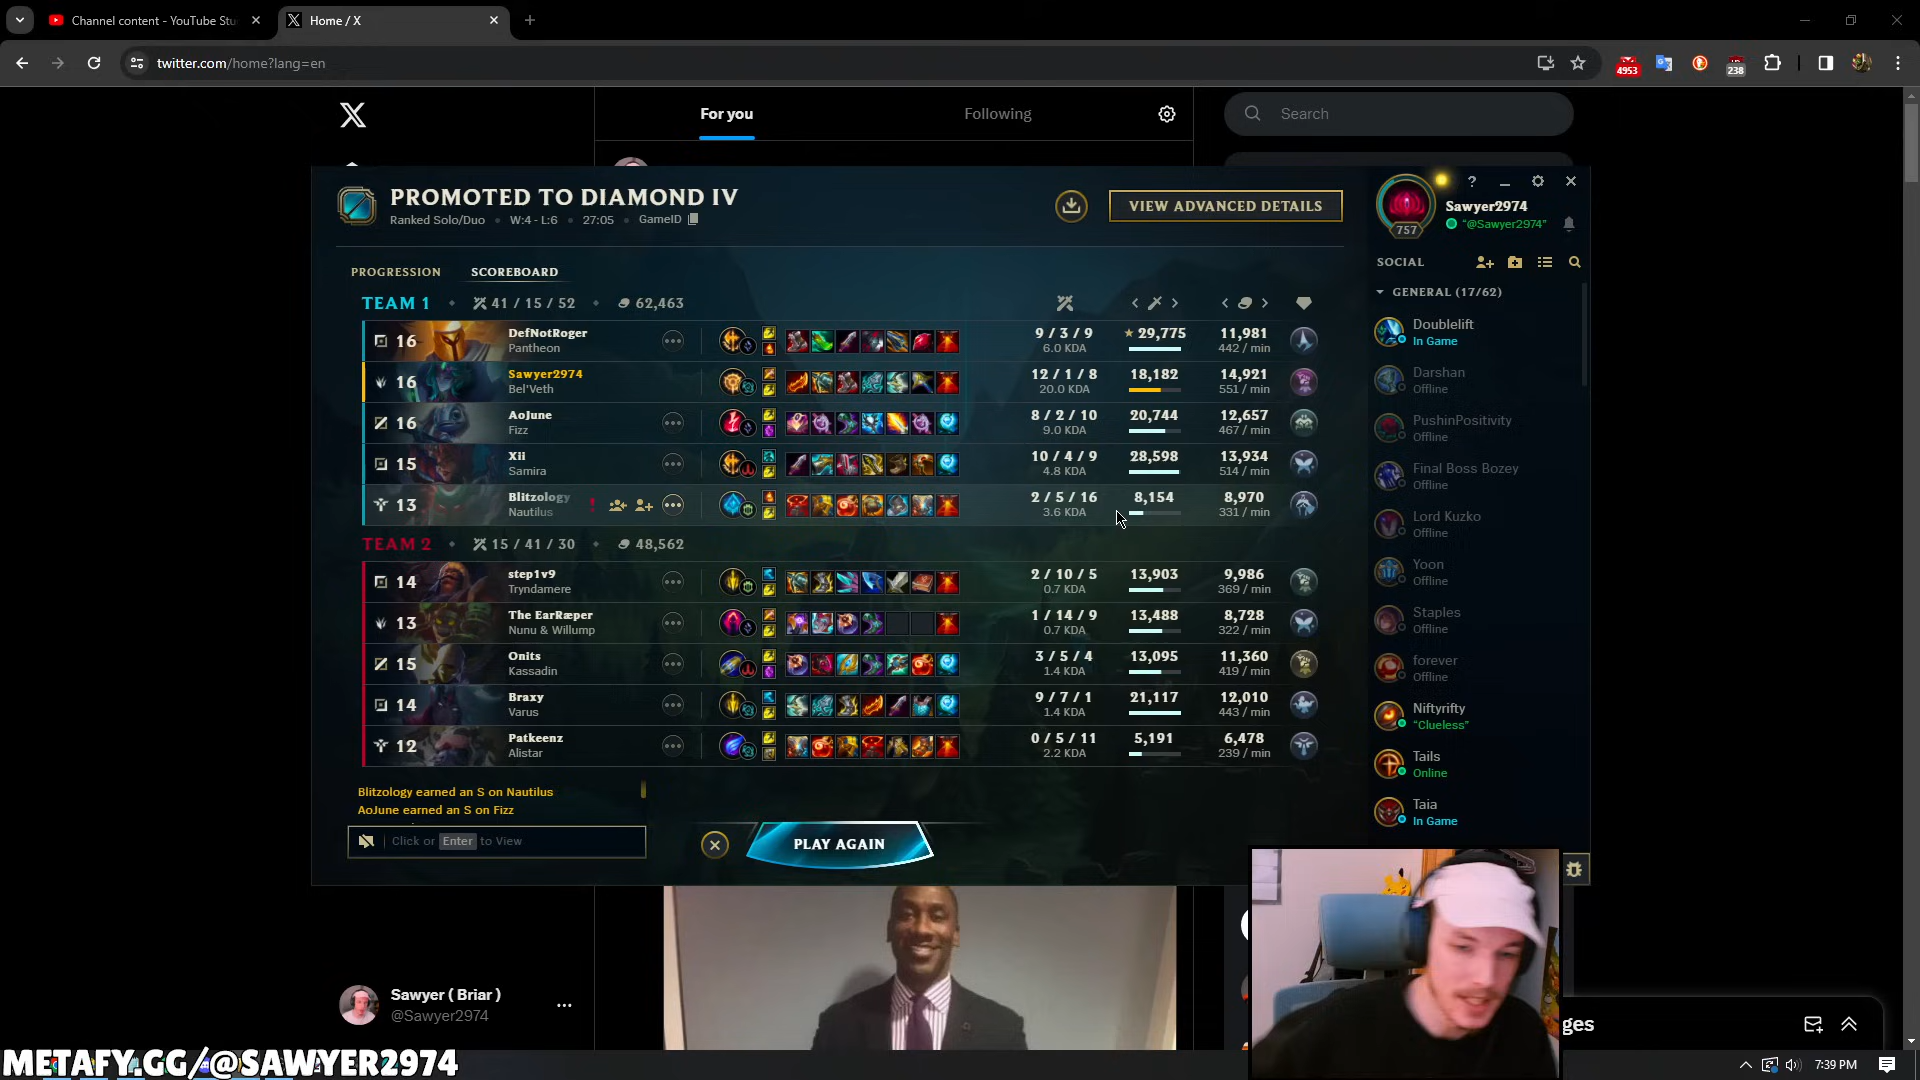 Channel content - YouTube Stu
Home / X
twitter.com/home?lang=en
4953
238
For you
Following
Search
PROMOTED TO DIAMOND IV
Ranked Solo/Duo • W:4 - L:6 • 27:05 • GameID
VIEW ADVANCED DETAILS
757
Sawyer2974
"@Sawyer2974"
PROGRESSION
SCOREBOARD
SOCIAL
GENERAL (17/62)
TEAM 1 • 41 / 15 / 52 • 62,463
16 DefNotRoger 9 / 3 / 9 29,775 11,981
Pantheon 6.0 KDA 442 / min
16 Sawyer2974 12 / 1 / 8 18,182 14,921
Bel'Veth 20.0 KDA 551 / min
16 AoJune 8 / 2 / 10 20,744 12,657
Fizz 9.0 KDA 467 / min
15 Xii 10 / 4 / 9 28,598 13,934
Samira 4.8 KDA 514 / min
13 Blitzology 2 / 5 / 16 8,154 8,970
Nautilus 3.6 KDA 331 / min
TEAM 2 • 15 / 41 / 30 • 48,562
14 step1v9 2 / 10 / 5 13,903 9,986
Tryndamere 0.7 KDA 369 / min
13 The EarRæper 1 / 14 / 9 13,488 8,728
Nunu & Willump 0.7 KDA 322 / min
15 Onits 3 / 5 / 4 13,095 11,360
Kassadin 1.4 KDA 419 / min
14 Braxy 9 / 7 / 1 21,117 12,010
Varus 1.4 KDA 443 / min
12 Patkeenz 0 / 5 / 11 5,191 6,478
Alistar 2.2 KDA 239 / min
Blitzology earned an S on Nautilus
AoJune earned an S on Fizz
Click or Enter to View
PLAY AGAIN
Doublelift
In Game
Darshan
Offline
PushinPositivity
Offline
Final Boss Bozey
Offline
Lord Kuzko
Offline
Yoon
Offline
Staples
Offline
forever
Offline
Niftyrifty
"Clueless"
Tails
Online
Taia
In Game
Sawyer ( Briar )
@Sawyer2974
ges
METAFY.GG/@SAWYER2974
7:39 PM